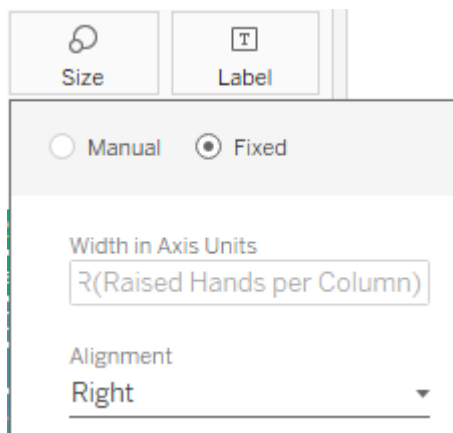 Size
T
Label
Manual
Fixed
Width in Axis Units
R(Raised Hands per Column)
Alignment
Right